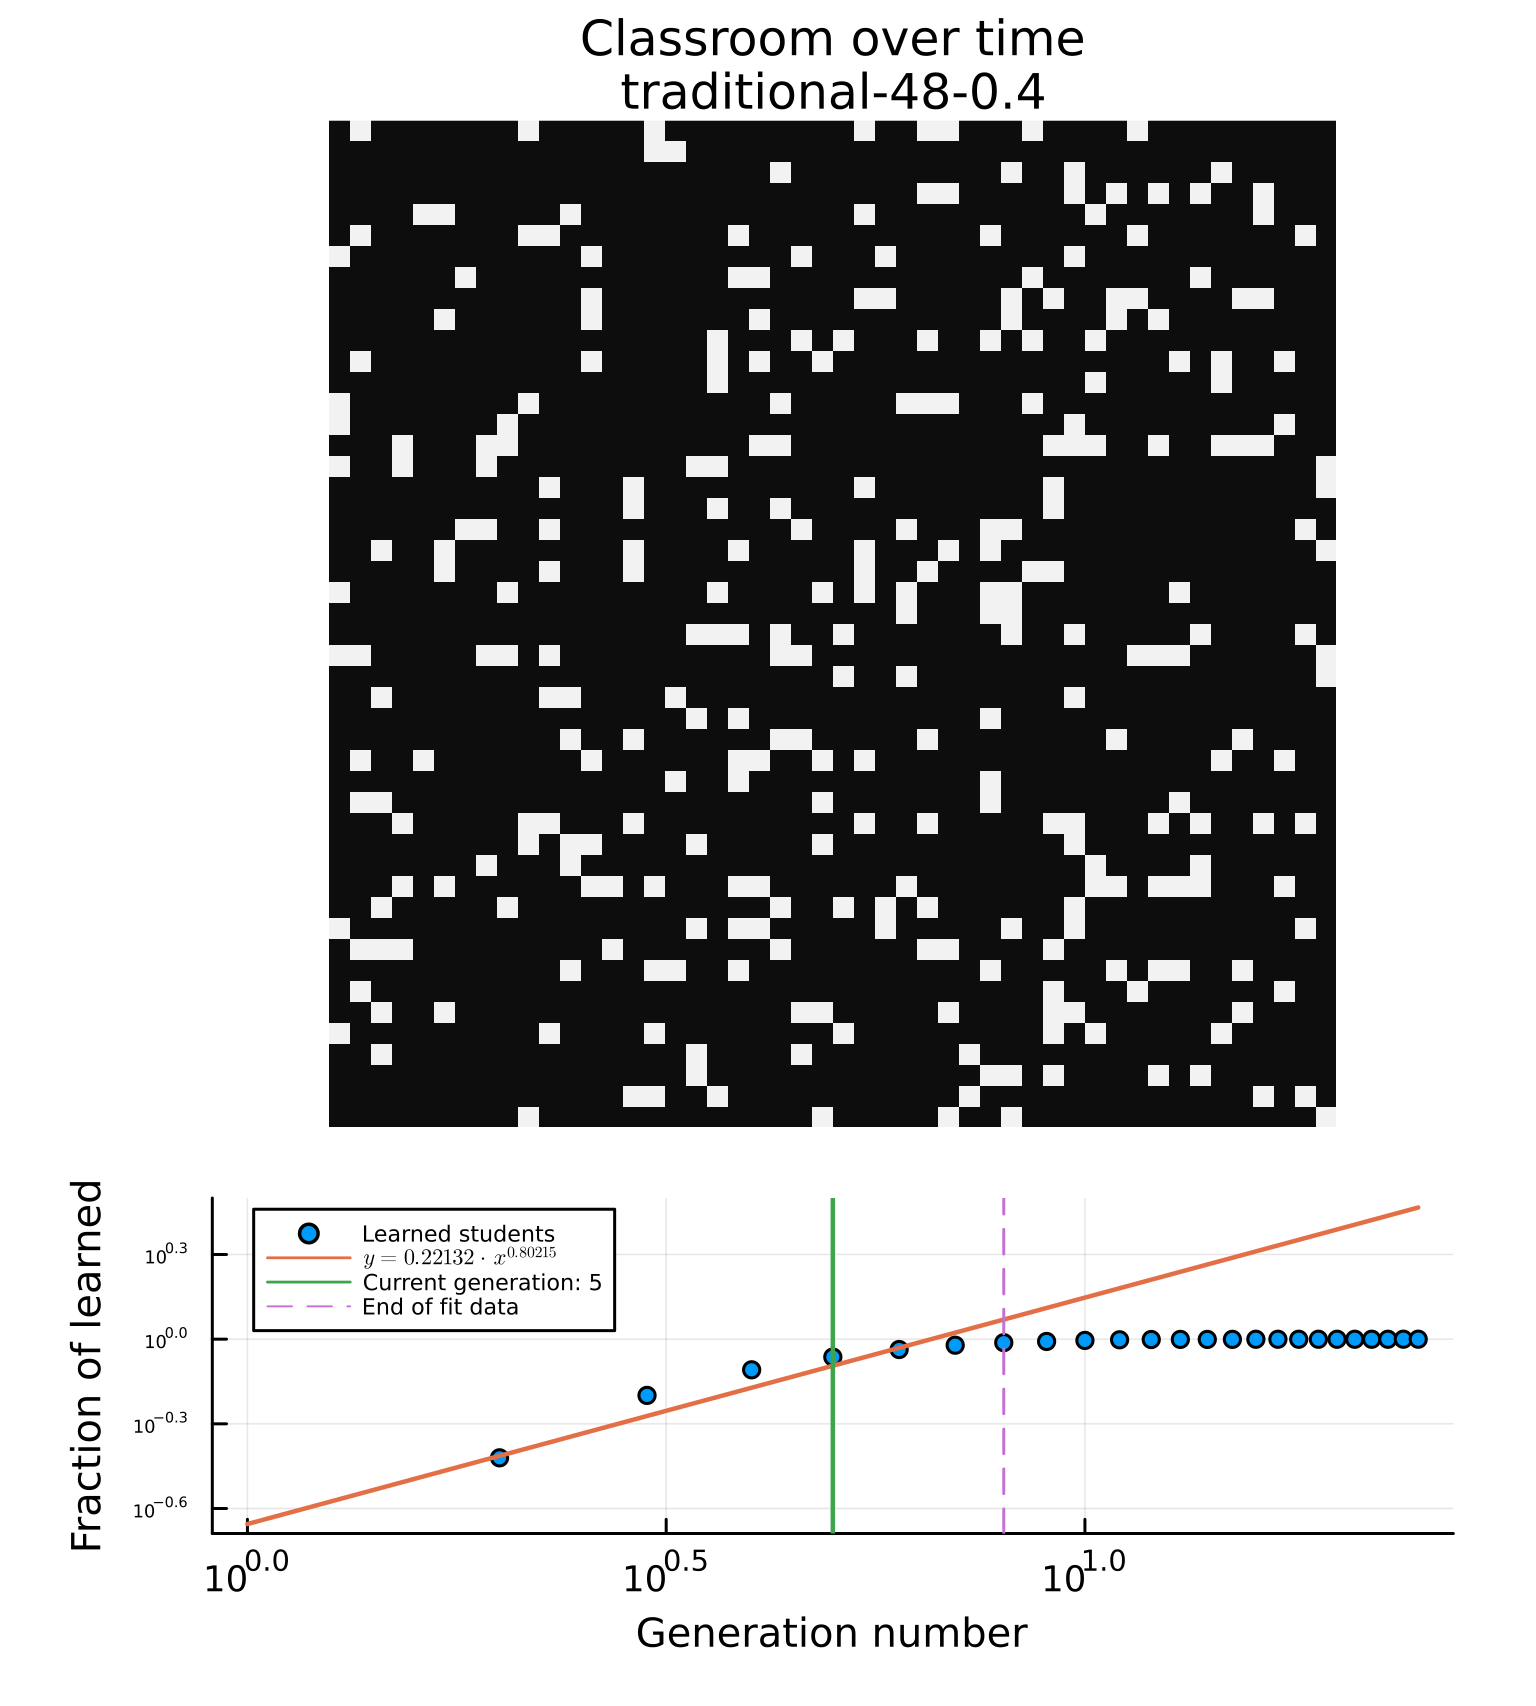 Classroom over time
traditional-48-0.4
Fraction of learned
10^0.3
10^0.0
10^−0.3
10^−0.6
Learned students
y = 0.22132 · x^0.80215
Current generation: 5
End of fit data
10^0.0 10^0.5 10^1.0
Generation number